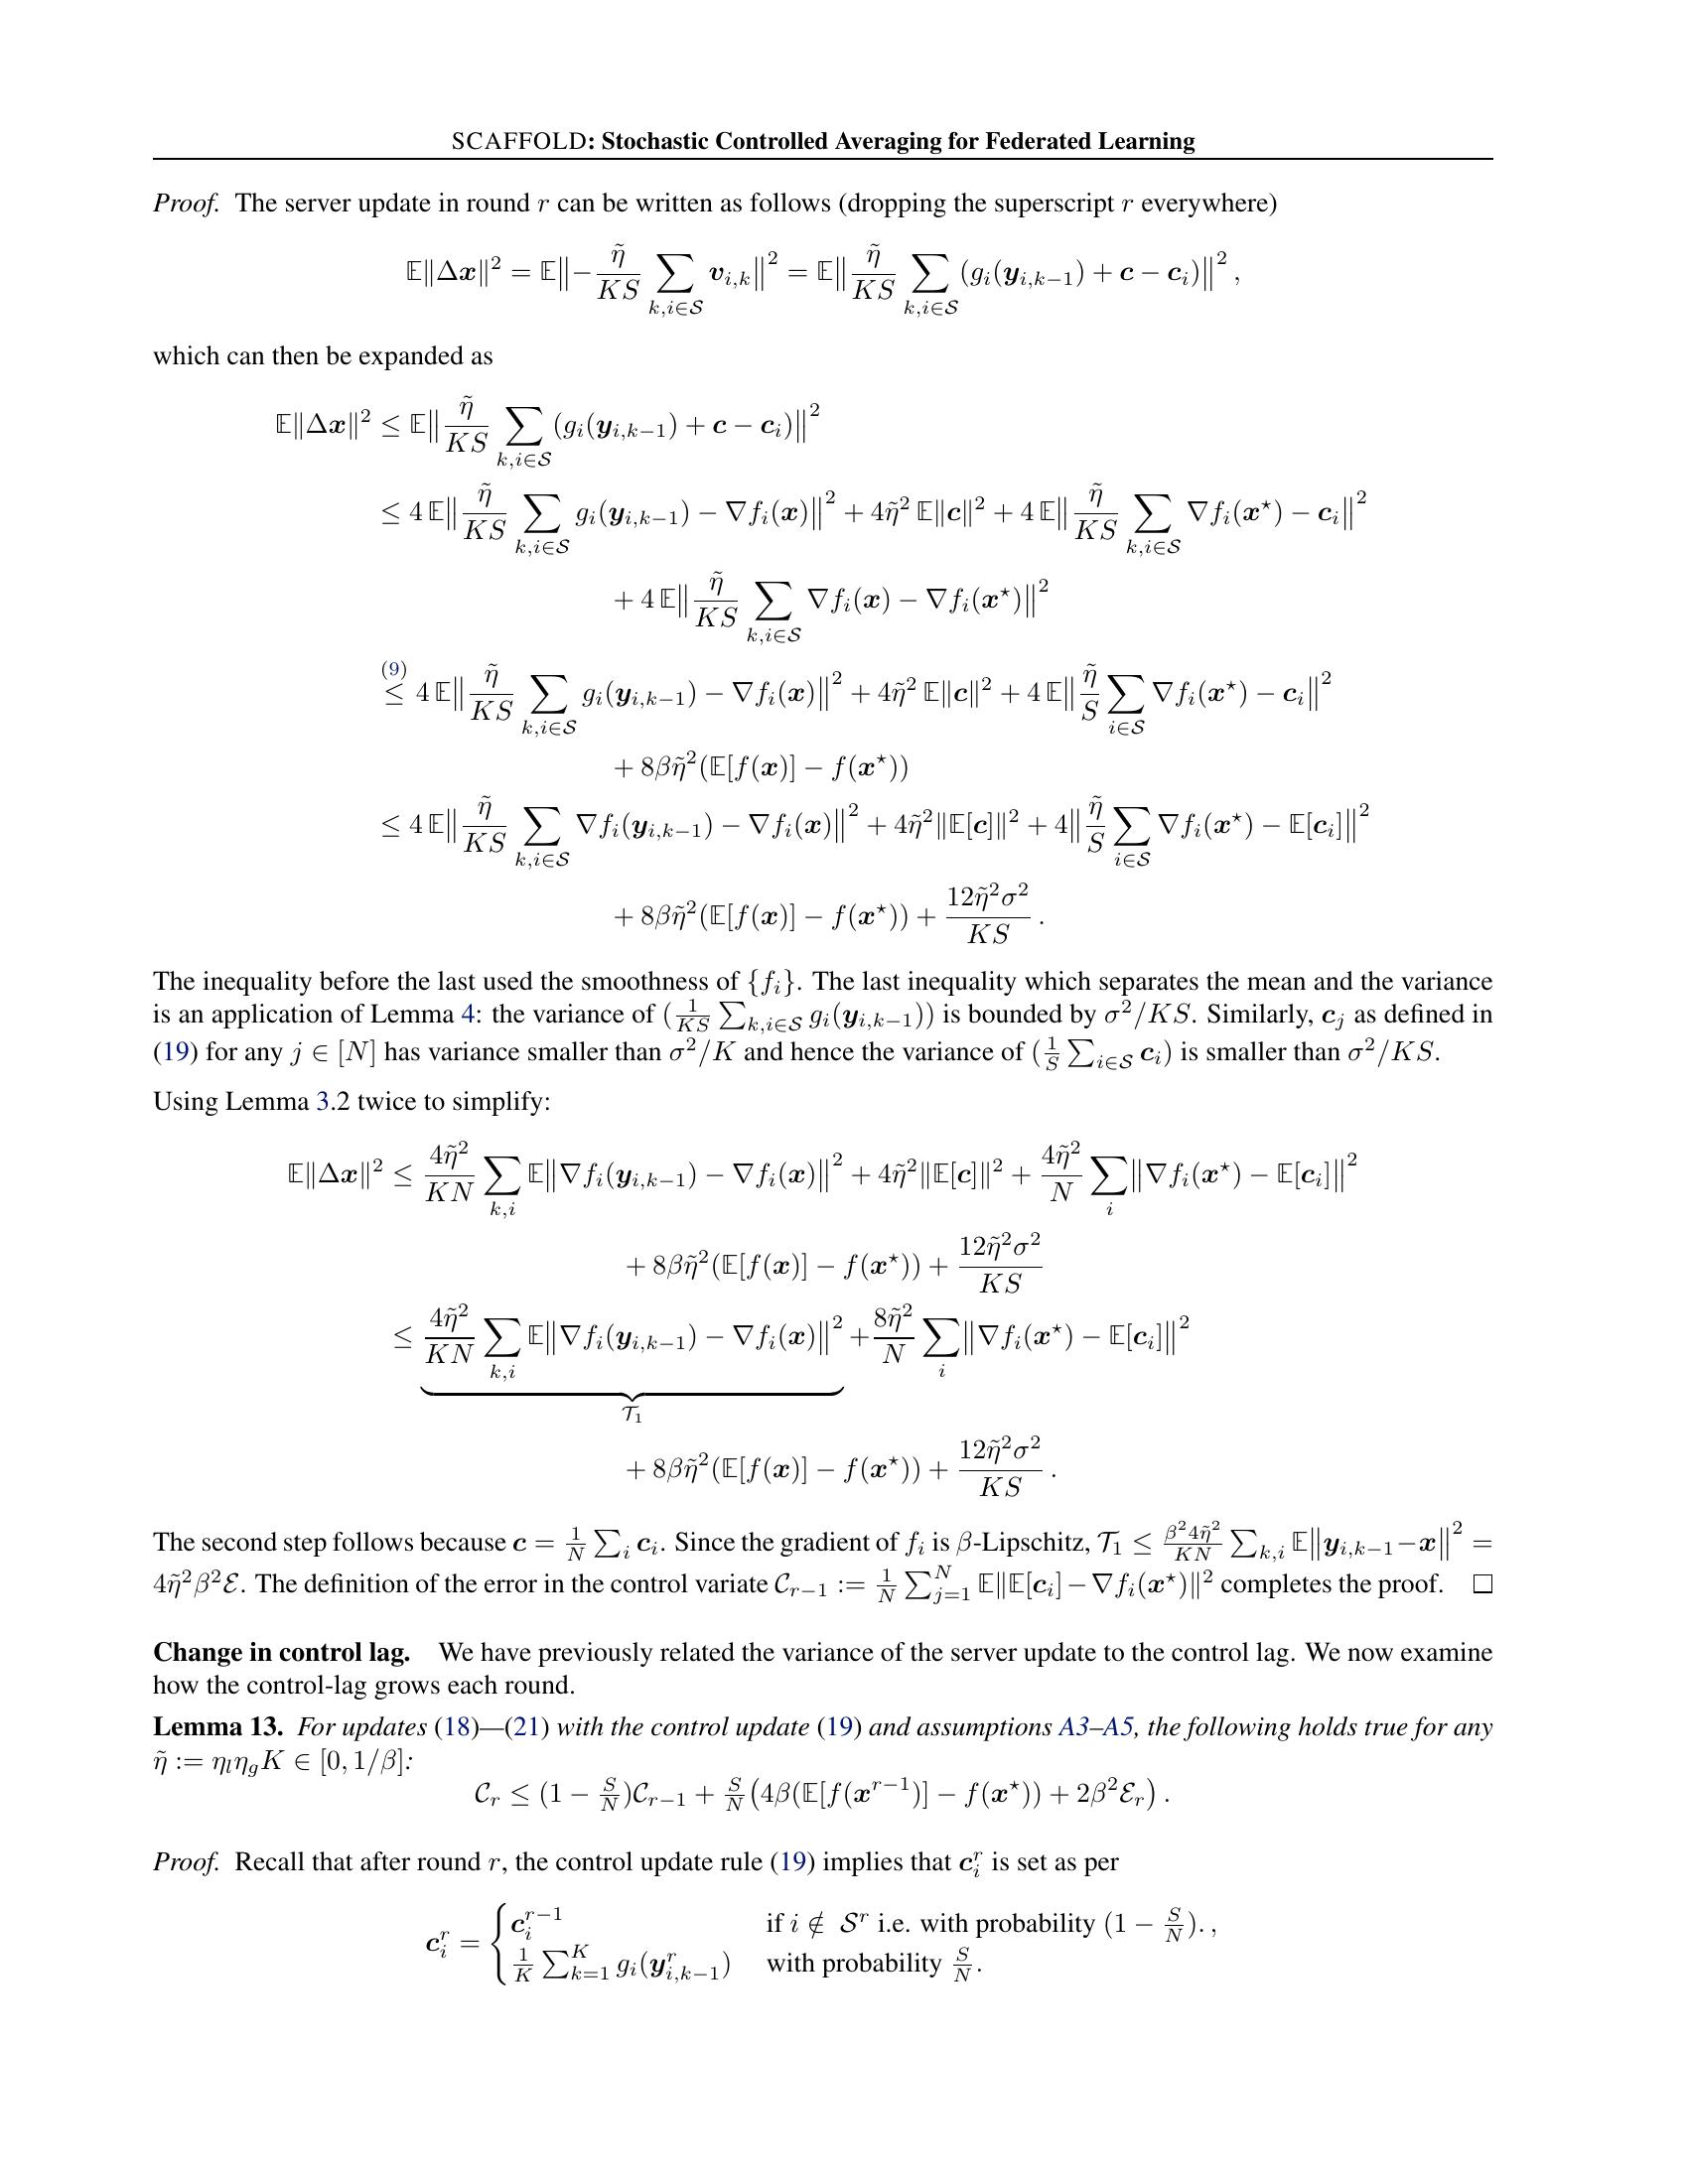 SCAFFOLD: Stochastic Controlled Averaging for Federated Learning
Proof. The server update in round r can be written as follows (dropping the superscript r everywhere)
$$\mathbb{E}\|\Delta \boldsymbol{x}\|^2 = \mathbb{E}\big\|-\frac{\tilde{\eta}}{KS}\sum_{k,i\in\mathcal{S}} \boldsymbol{v}_{i,k}\big\|^2 = \mathbb{E}\big\|\frac{\tilde{\eta}}{KS}\sum_{k,i\in\mathcal{S}} (g_i(\boldsymbol{y}_{i,k-1}) + \boldsymbol{c} - \boldsymbol{c}_i)\big\|^2 ,$$
which can then be expanded as
$$\mathbb{E}\|\Delta \boldsymbol{x}\|^2 \le \mathbb{E}\big\|\frac{\tilde{\eta}}{KS}\sum_{k,i\in\mathcal{S}} (g_i(\boldsymbol{y}_{i,k-1}) + \boldsymbol{c} - \boldsymbol{c}_i)\big\|^2$$
$$\le 4\,\mathbb{E}\big\|\frac{\tilde{\eta}}{KS}\sum_{k,i\in\mathcal{S}} g_i(\boldsymbol{y}_{i,k-1}) - \nabla f_i(\boldsymbol{x})\big\|^2 + 4\tilde{\eta}^2\,\mathbb{E}\|\boldsymbol{c}\|^2 + 4\,\mathbb{E}\big\|\frac{\tilde{\eta}}{KS}\sum_{k,i\in\mathcal{S}} \nabla f_i(\boldsymbol{x}^\star) - \boldsymbol{c}_i\big\|^2$$
$$+ 4\,\mathbb{E}\big\|\frac{\tilde{\eta}}{KS}\sum_{k,i\in\mathcal{S}} \nabla f_i(\boldsymbol{x}) - \nabla f_i(\boldsymbol{x}^\star)\big\|^2$$
$$\overset{(9)}{\le} 4\,\mathbb{E}\big\|\frac{\tilde{\eta}}{KS}\sum_{k,i\in\mathcal{S}} g_i(\boldsymbol{y}_{i,k-1}) - \nabla f_i(\boldsymbol{x})\big\|^2 + 4\tilde{\eta}^2\,\mathbb{E}\|\boldsymbol{c}\|^2 + 4\,\mathbb{E}\big\|\frac{\tilde{\eta}}{S}\sum_{i\in\mathcal{S}} \nabla f_i(\boldsymbol{x}^\star) - \boldsymbol{c}_i\big\|^2$$
$$+ 8\beta\tilde{\eta}^2(\mathbb{E}[f(\boldsymbol{x})] - f(\boldsymbol{x}^\star))$$
$$\le 4\,\mathbb{E}\big\|\frac{\tilde{\eta}}{KS}\sum_{k,i\in\mathcal{S}} \nabla f_i(\boldsymbol{y}_{i,k-1}) - \nabla f_i(\boldsymbol{x})\big\|^2 + 4\tilde{\eta}^2\|\mathbb{E}[\boldsymbol{c}]\|^2 + 4\big\|\frac{\tilde{\eta}}{S}\sum_{i\in\mathcal{S}} \nabla f_i(\boldsymbol{x}^\star) - \mathbb{E}[\boldsymbol{c}_i]\big\|^2$$
$$+ 8\beta\tilde{\eta}^2(\mathbb{E}[f(\boldsymbol{x})] - f(\boldsymbol{x}^\star)) + \frac{12\tilde{\eta}^2\sigma^2}{KS} .$$
The inequality before the last used the smoothness of $\{f_i\}$. The last inequality which separates the mean and the variance
is an application of Lemma 4: the variance of $(\frac{1}{KS}\sum_{k,i\in\mathcal{S}} g_i(\boldsymbol{y}_{i,k-1}))$ is bounded by $\sigma^2/KS$. Similarly, $\boldsymbol{c}_j$ as defined in
(19) for any $j \in [N]$ has variance smaller than $\sigma^2/K$ and hence the variance of $(\frac{1}{S}\sum_{i\in\mathcal{S}} \boldsymbol{c}_i)$ is smaller than $\sigma^2/KS$.
Using Lemma 3.2 twice to simplify:
$$\mathbb{E}\|\Delta \boldsymbol{x}\|^2 \le \frac{4\tilde{\eta}^2}{KN}\sum_{k,i} \mathbb{E}\big\|\nabla f_i(\boldsymbol{y}_{i,k-1}) - \nabla f_i(\boldsymbol{x})\big\|^2 + 4\tilde{\eta}^2\|\mathbb{E}[\boldsymbol{c}]\|^2 + \frac{4\tilde{\eta}^2}{N}\sum_i \big\|\nabla f_i(\boldsymbol{x}^\star) - \mathbb{E}[\boldsymbol{c}_i]\big\|^2$$
$$+ 8\beta\tilde{\eta}^2(\mathbb{E}[f(\boldsymbol{x})] - f(\boldsymbol{x}^\star)) + \frac{12\tilde{\eta}^2\sigma^2}{KS}$$
$$\le \underbrace{\frac{4\tilde{\eta}^2}{KN}\sum_{k,i} \mathbb{E}\big\|\nabla f_i(\boldsymbol{y}_{i,k-1}) - \nabla f_i(\boldsymbol{x})\big\|^2}_{\mathcal{T}_1} + \frac{8\tilde{\eta}^2}{N}\sum_i \big\|\nabla f_i(\boldsymbol{x}^\star) - \mathbb{E}[\boldsymbol{c}_i]\big\|^2$$
$$+ 8\beta\tilde{\eta}^2(\mathbb{E}[f(\boldsymbol{x})] - f(\boldsymbol{x}^\star)) + \frac{12\tilde{\eta}^2\sigma^2}{KS} .$$
The second step follows because $\boldsymbol{c} = \frac{1}{N}\sum_i \boldsymbol{c}_i$. Since the gradient of $f_i$ is $\beta$-Lipschitz, $\mathcal{T}_1 \le \frac{\beta^2 4\tilde{\eta}^2}{KN}\sum_{k,i} \mathbb{E}\big\|\boldsymbol{y}_{i,k-1} - \boldsymbol{x}\big\|^2 =$
$4\tilde{\eta}^2\beta^2\mathcal{E}$. The definition of the error in the control variate $\mathcal{C}_{r-1} := \frac{1}{N}\sum_{j=1}^N \mathbb{E}\|\mathbb{E}[\boldsymbol{c}_i] - \nabla f_i(\boldsymbol{x}^\star)\|^2$ completes the proof. □
Change in control lag. We have previously related the variance of the server update to the control lag. We now examine
how the control-lag grows each round.
Lemma 13. For updates (18)—(21) with the control update (19) and assumptions A3–A5, the following holds true for any
$\tilde{\eta} := \eta_l\eta_g K \in [0, 1/\beta]$:
$$\mathcal{C}_r \le (1 - \tfrac{S}{N})\mathcal{C}_{r-1} + \tfrac{S}{N}\big(4\beta(\mathbb{E}[f(\boldsymbol{x}^{r-1})] - f(\boldsymbol{x}^\star)) + 2\beta^2\mathcal{E}_r\big) .$$
Proof. Recall that after round r, the control update rule (19) implies that $\boldsymbol{c}_i^r$ is set as per
$$\boldsymbol{c}_i^r = \begin{cases} \boldsymbol{c}_i^{r-1} & \text{if } i \notin \mathcal{S}^r \text{ i.e. with probability } (1 - \tfrac{S}{N}). , \\ \tfrac{1}{K}\sum_{k=1}^K g_i(\boldsymbol{y}_{i,k-1}^r) & \text{with probability } \tfrac{S}{N}. \end{cases}$$